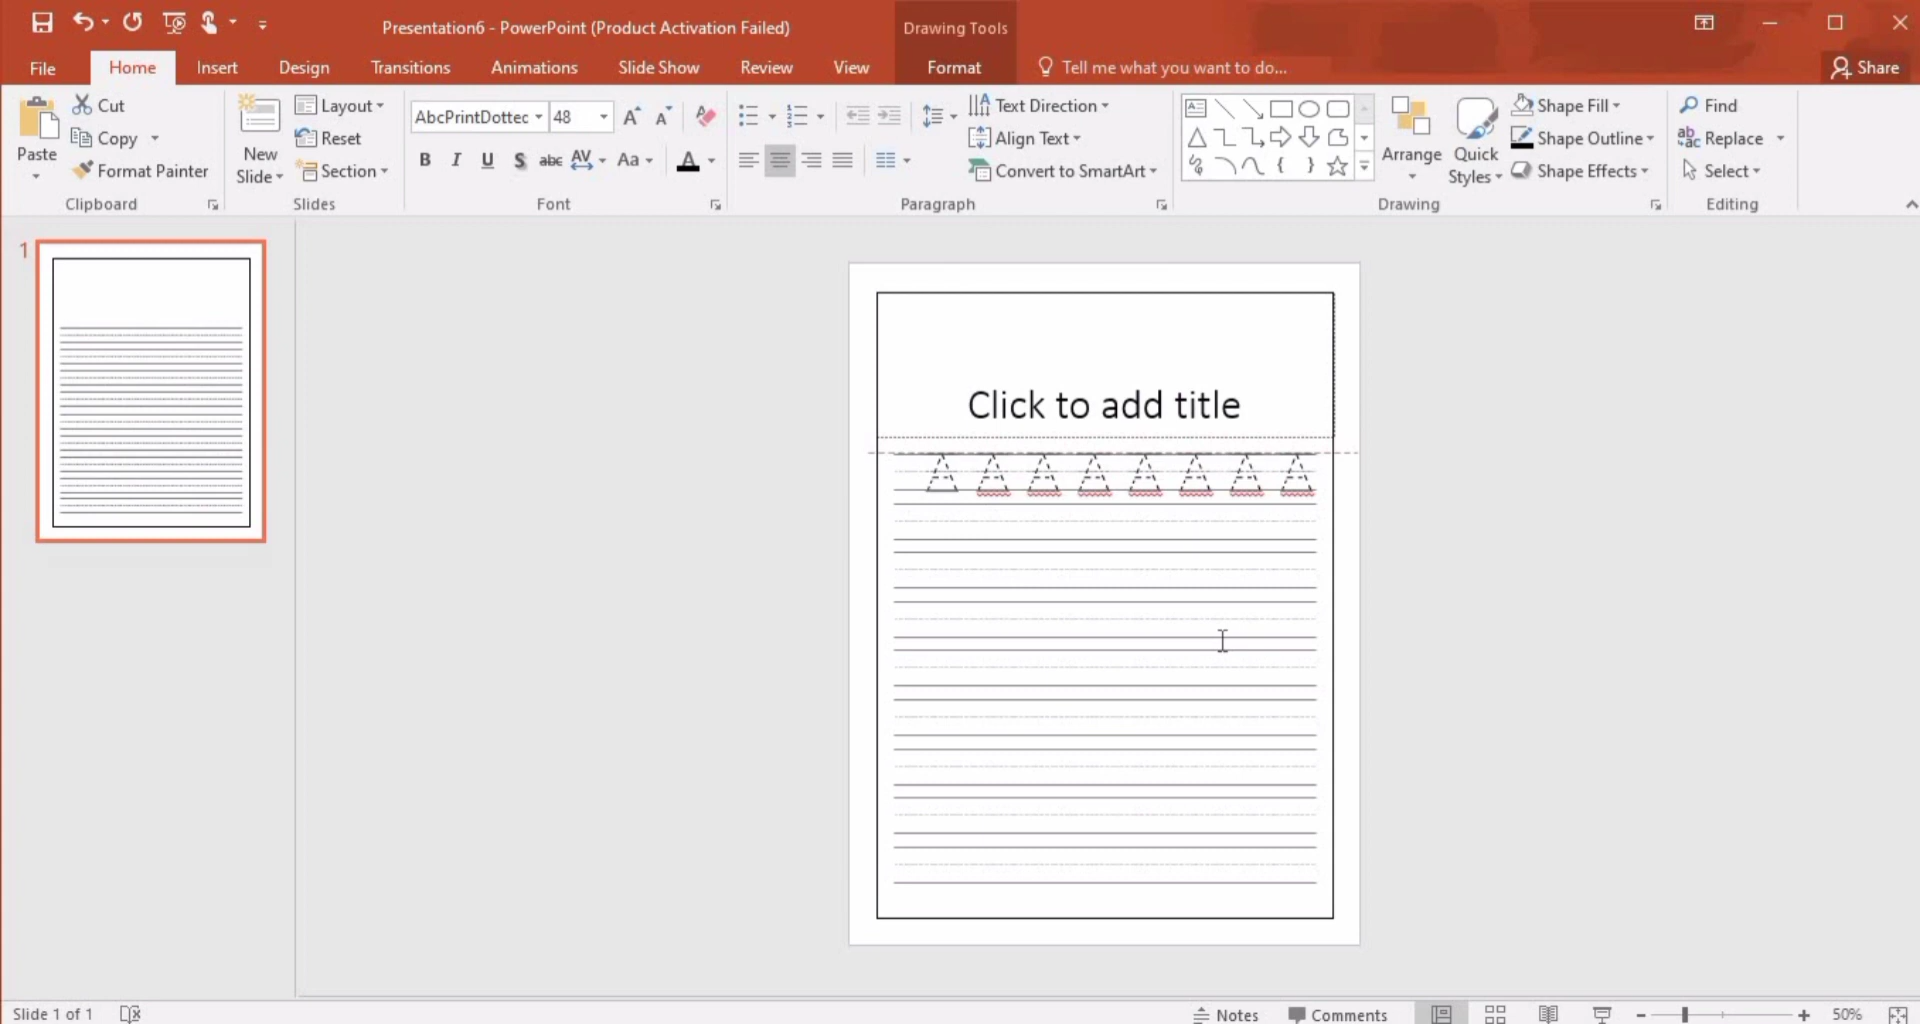 Presentation6 - PowerPoint (Product Activation Failed)
Drawing Tools
File Home Insert Design Transitions Animations Slide Show Review View Format Tell me what you want to do... Share
Paste Cut Copy Format Painter
Clipboard
New Slide Layout Reset Section
Slides
AbcPrintDottec 48
B I U S abc AV Aa A
Font
Text Direction
Align Text
Convert to SmartArt
Paragraph
Arrange
Quick Styles
Shape Fill
Shape Outline
Shape Effects
Drawing
Find
Replace
Select
Editing
1
Click to add title
A A A A A A A A
Slide 1 of 1 Notes Comments 50%